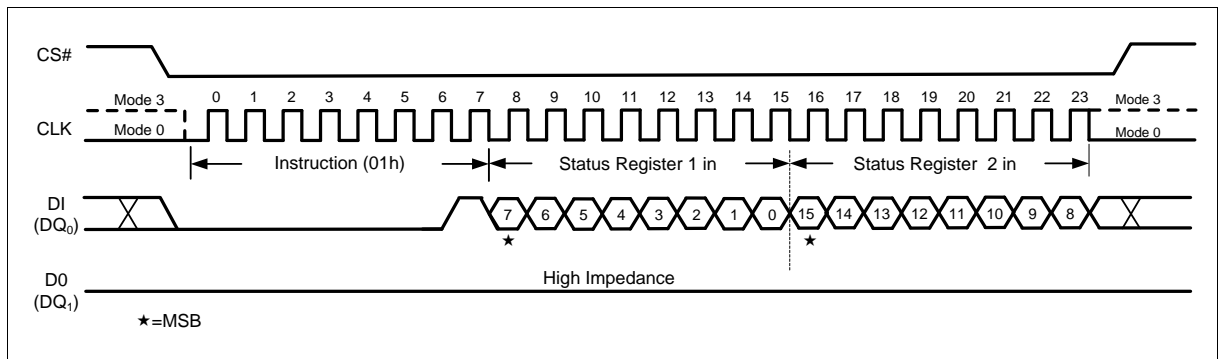 CS#
Mode 3
0 1 2 3 4 5 6 7 8 9 10 11 12 13 14 15 16 17 18 19 20 21 22 23
Mode 3
CLK
Mode 0
Mode 0
Instruction (01h)
Status Register 1 in
Status Register 2 in
DI
(DQ0)
7 6 5 4 3 2 1 0 15 14 13 12 11 10 9 8
★ ★
D0
(DQ1)
High Impedance
★=MSB